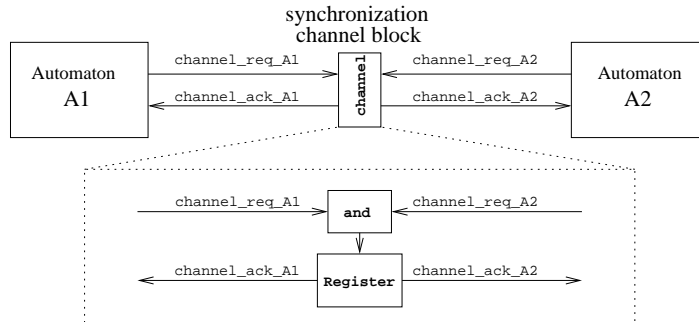 synchronization
channel block
Automaton
A1
channel_req_A1
channel_ack_A1
channel
channel_req_A2
channel_ack_A2
Automaton
A2
channel_req_A1
and
channel_req_A2
channel_ack_A1
Register
channel_ack_A2